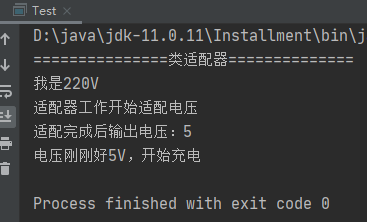 Test
D:\java\jdk-11.0.11\Installment\bin\j
===============类适配器==============
我是220V
适配器工作开始适配电压
适配完成后输出电压：5
电压刚刚好5V，开始充电
Process finished with exit code 0